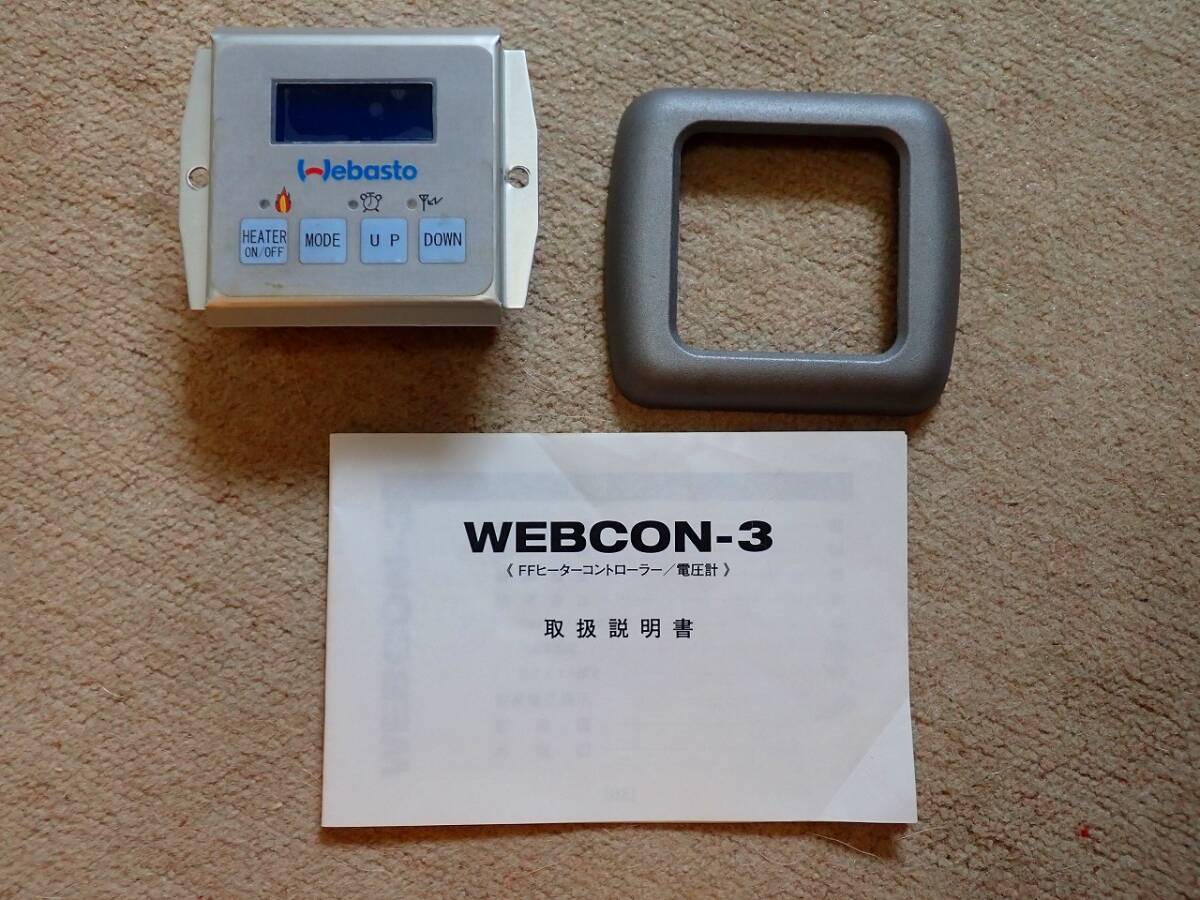 Webasto
HEATER
ON/OFF
MODE
UP
DOWN
WEBCON-3
《 FFヒーターコントローラー／電圧計 》
取扱説明書